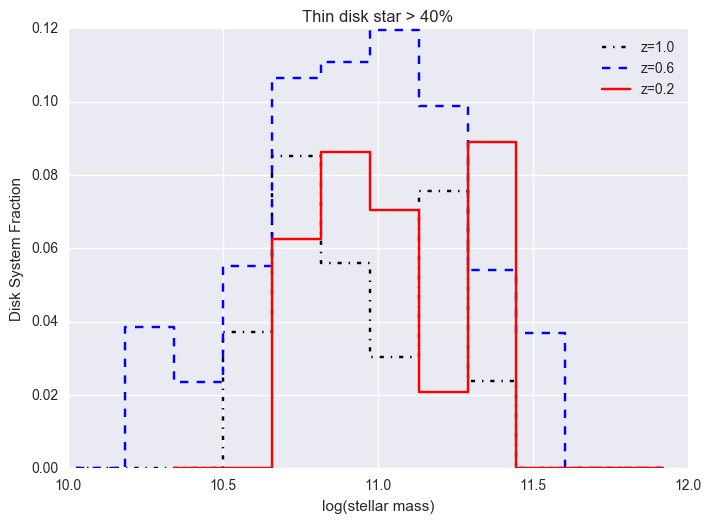 Thin disk star > 40%
0.12
0.10
0.08
0.06
0.04
0.02
0.00
Disk System Fraction
z=1.0
z=0.6
z=0.2
10.0 10.5 11.0 11.5 12.0
log(stellar mass)